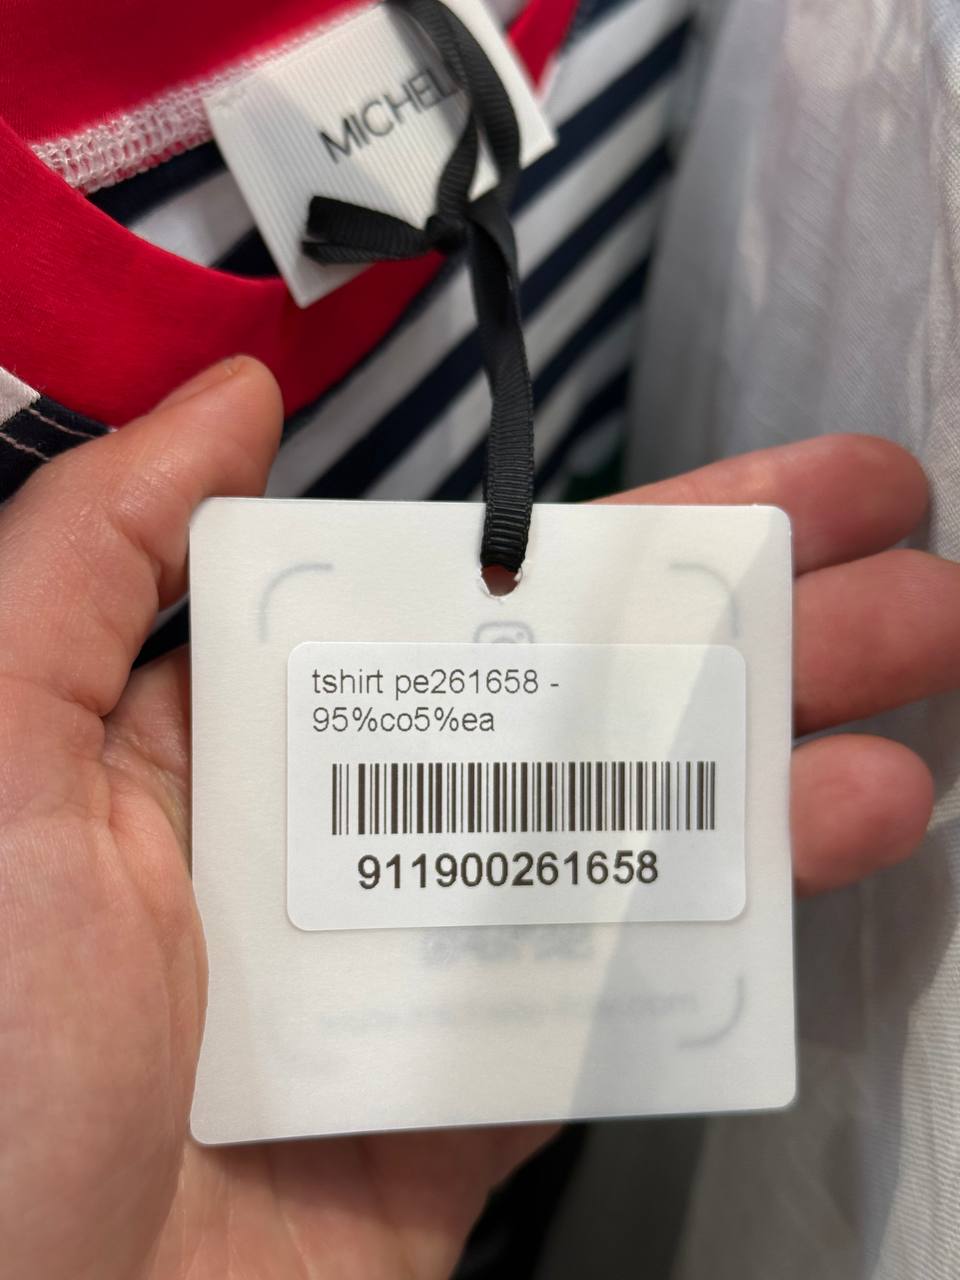 MICHEL
tshirt pe261658 -
95%co5%ea
911900261658